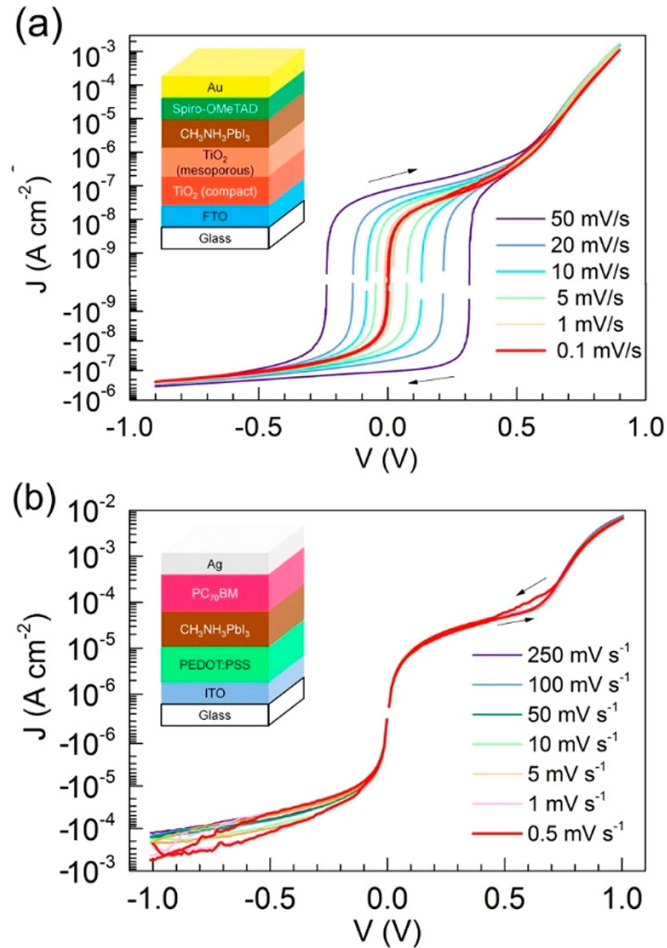 (a)
10⁻³
10⁻⁴
10⁻⁵
10⁻⁶
10⁻⁷
10⁻⁸
10⁻⁹
-10⁻⁹
-10⁻⁸
-10⁻⁷
-10⁻⁶
J (A cm⁻²)
Au
Spiro-OMeTAD
CH₃NH₃PbI₃
TiO₂
(mesoporous)
TiO₂ (compact)
FTO
Glass
50 mV/s
20 mV/s
10 mV/s
5 mV/s
1 mV/s
0.1 mV/s
-1.0 -0.5 0.0 0.5 1.0
V (V)
(b)
10⁻²
10⁻³
10⁻⁴
10⁻⁵
10⁻⁶
-10⁻⁶
-10⁻⁵
-10⁻⁴
-10⁻³
J (A cm⁻²)
Ag
PC₇₀BM
CH₃NH₃PbI₃
PEDOT:PSS
ITO
Glass
250 mV s⁻¹
100 mV s⁻¹
50 mV s⁻¹
10 mV s⁻¹
5 mV s⁻¹
1 mV s⁻¹
0.5 mV s⁻¹
-1.0 -0.5 0.0 0.5 1.0
V (V)